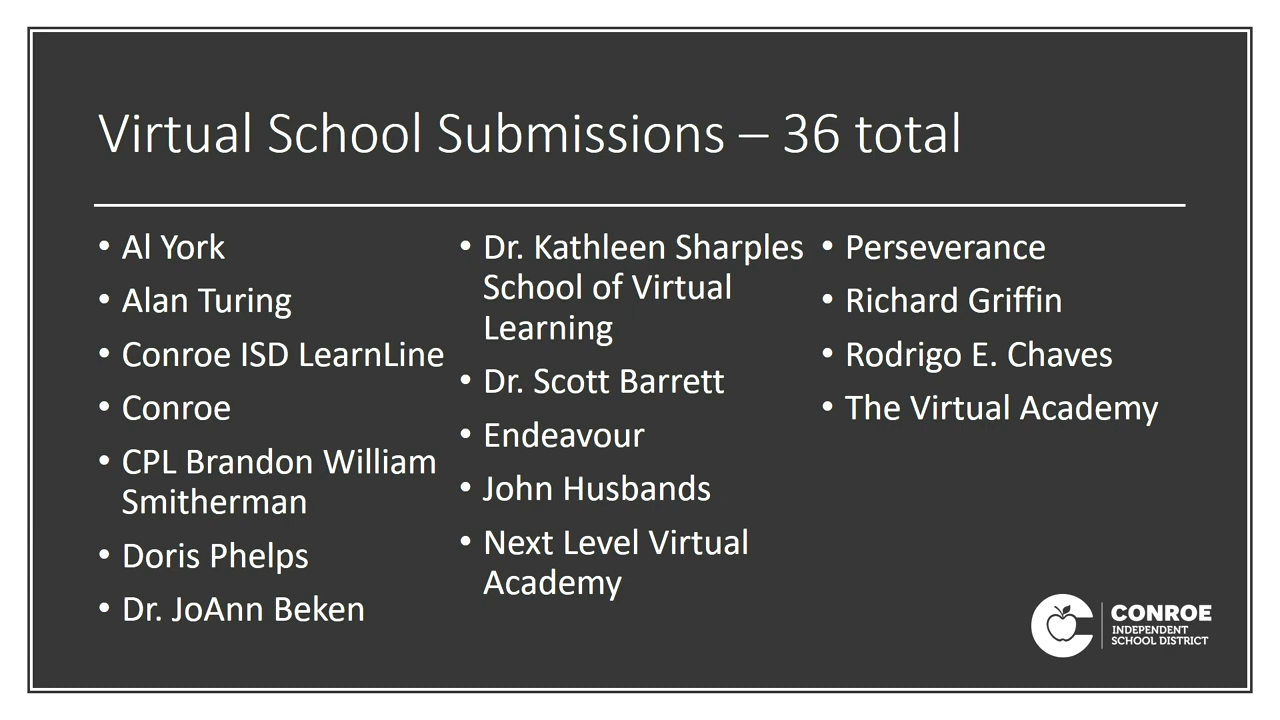 Virtual School Submissions – 36 total
• Al York
• Alan Turing
• Conroe ISD LearnLine
• Conroe
• CPL Brandon William
Smitherman
• Doris Phelps
• Dr. JoAnn Beken
• Dr. Kathleen Sharples
School of Virtual
Learning
• Dr. Scott Barrett
• Endeavour
• John Husbands
• Next Level Virtual
Academy
• Perseverance
• Richard Griffin
• Rodrigo E. Chaves
• The Virtual Academy
CONROE
INDEPENDENT
SCHOOL DISTRICT